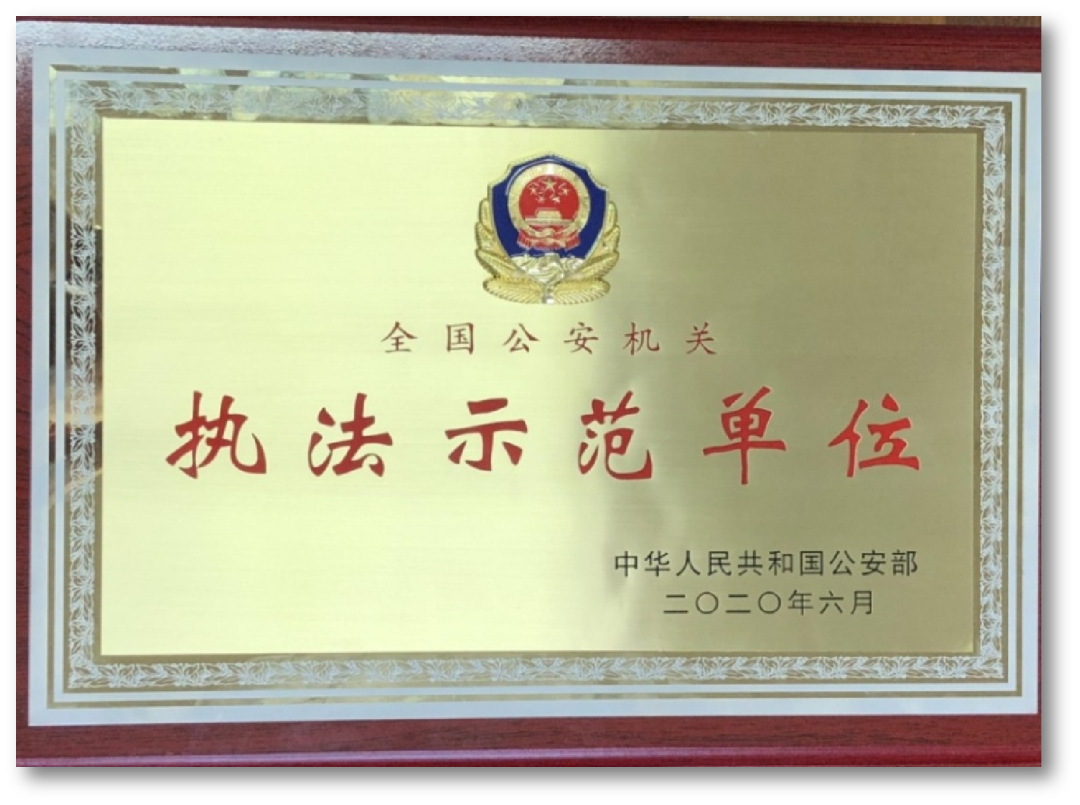 全国公安机关
执法示范单位
中华人民共和国公安部
二〇二〇年六月